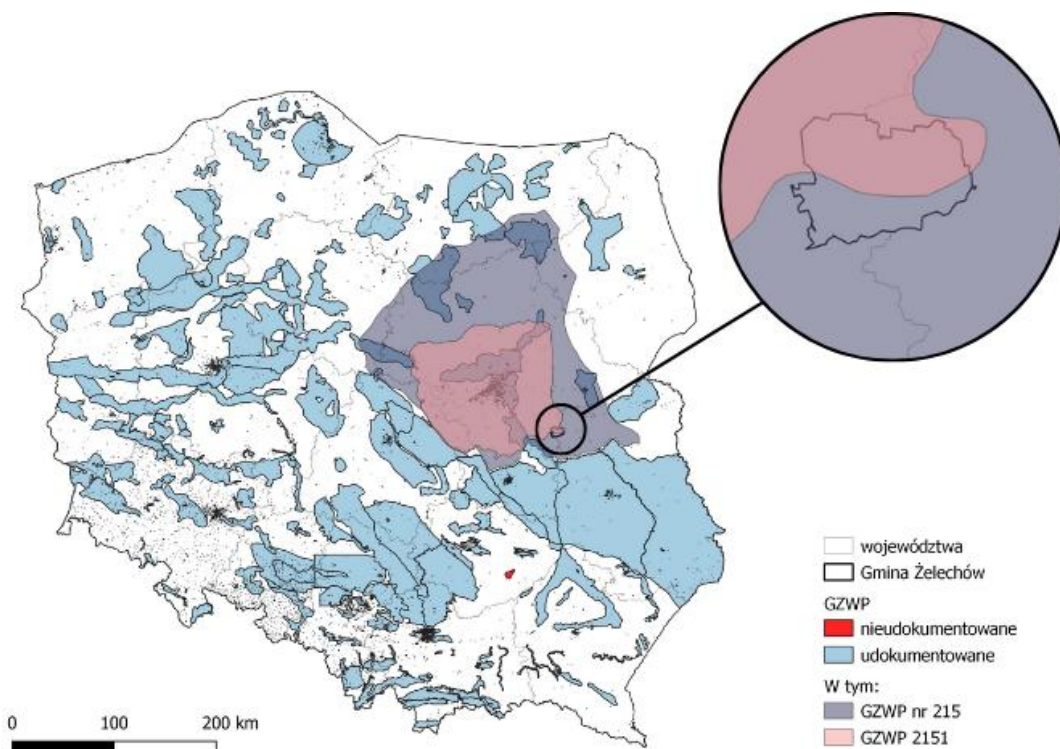 województwa
Gmina Żelechów
GZWP
nieudokumentowane
udokumentowane
W tym:
GZWP nr 215
GZWP 2151
0 100 200 km